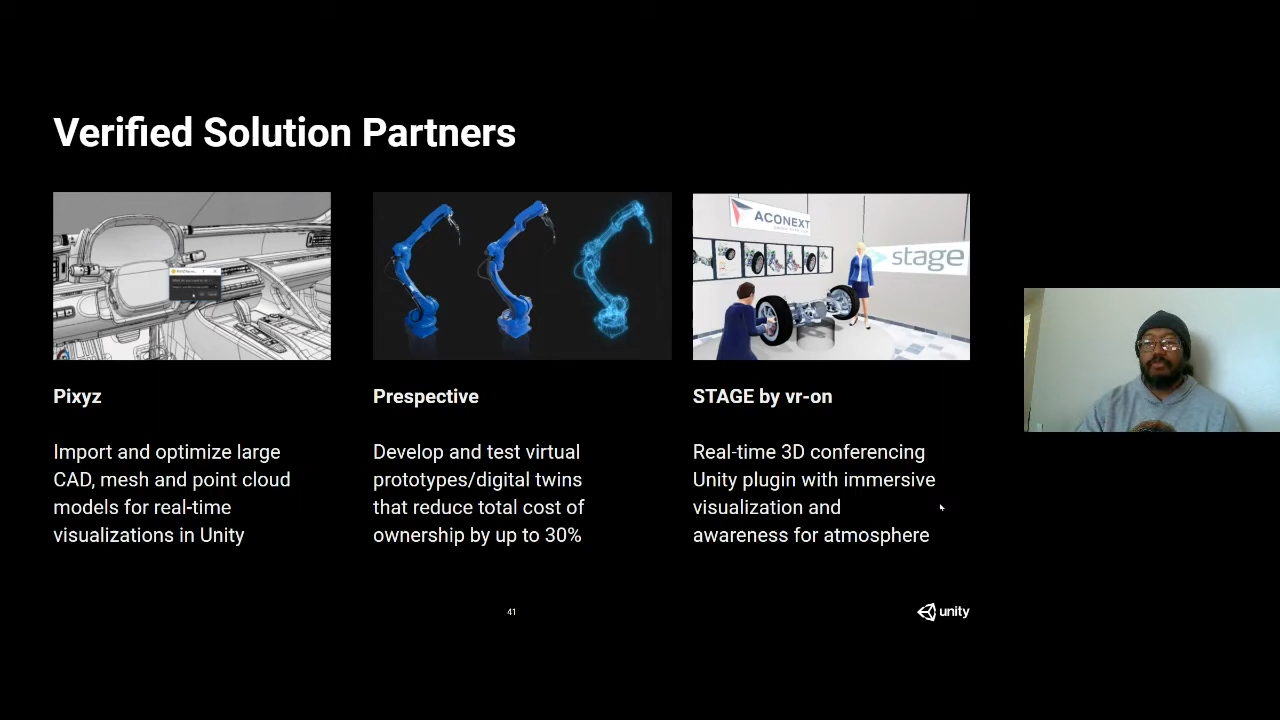 Verified Solution Partners
ACONEXT
stage
Pixyz
Prespective
STAGE by vr-on
Import and optimize large
CAD, mesh and point cloud
models for real-time
visualizations in Unity
Develop and test virtual
prototypes/digital twins
that reduce total cost of
ownership by up to 30%
Real-time 3D conferencing
Unity plugin with immersive
visualization and
awareness for atmosphere
41
unity